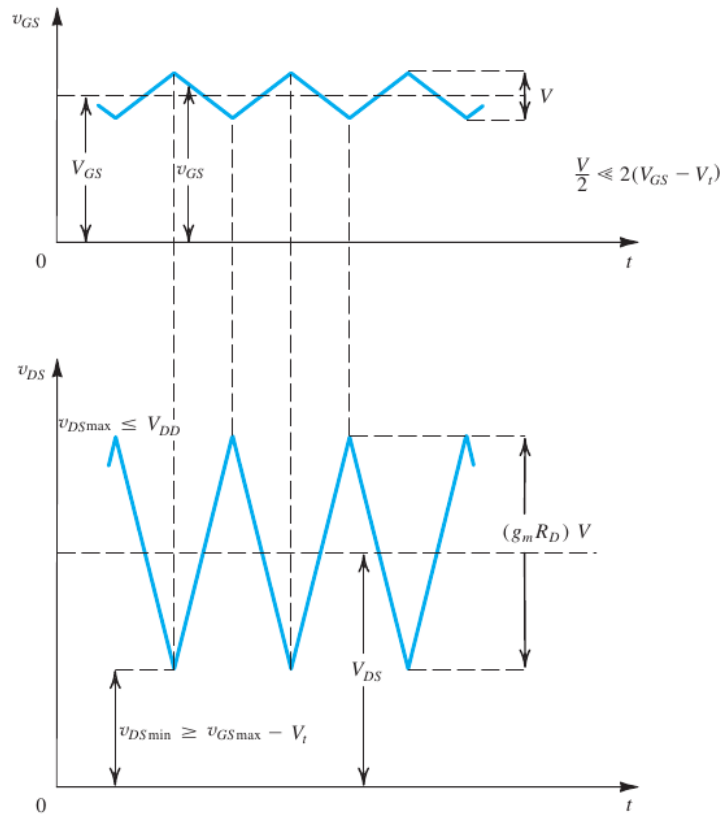 v_GS
V
V_GS
v_GS
V/2 ≪ 2(V_GS − V_t)
0
t
v_DS
v_DSmax ≤ V_DD
(g_m R_D) V
V_DS
v_DSmin ≥ v_GSmax − V_t
0
t